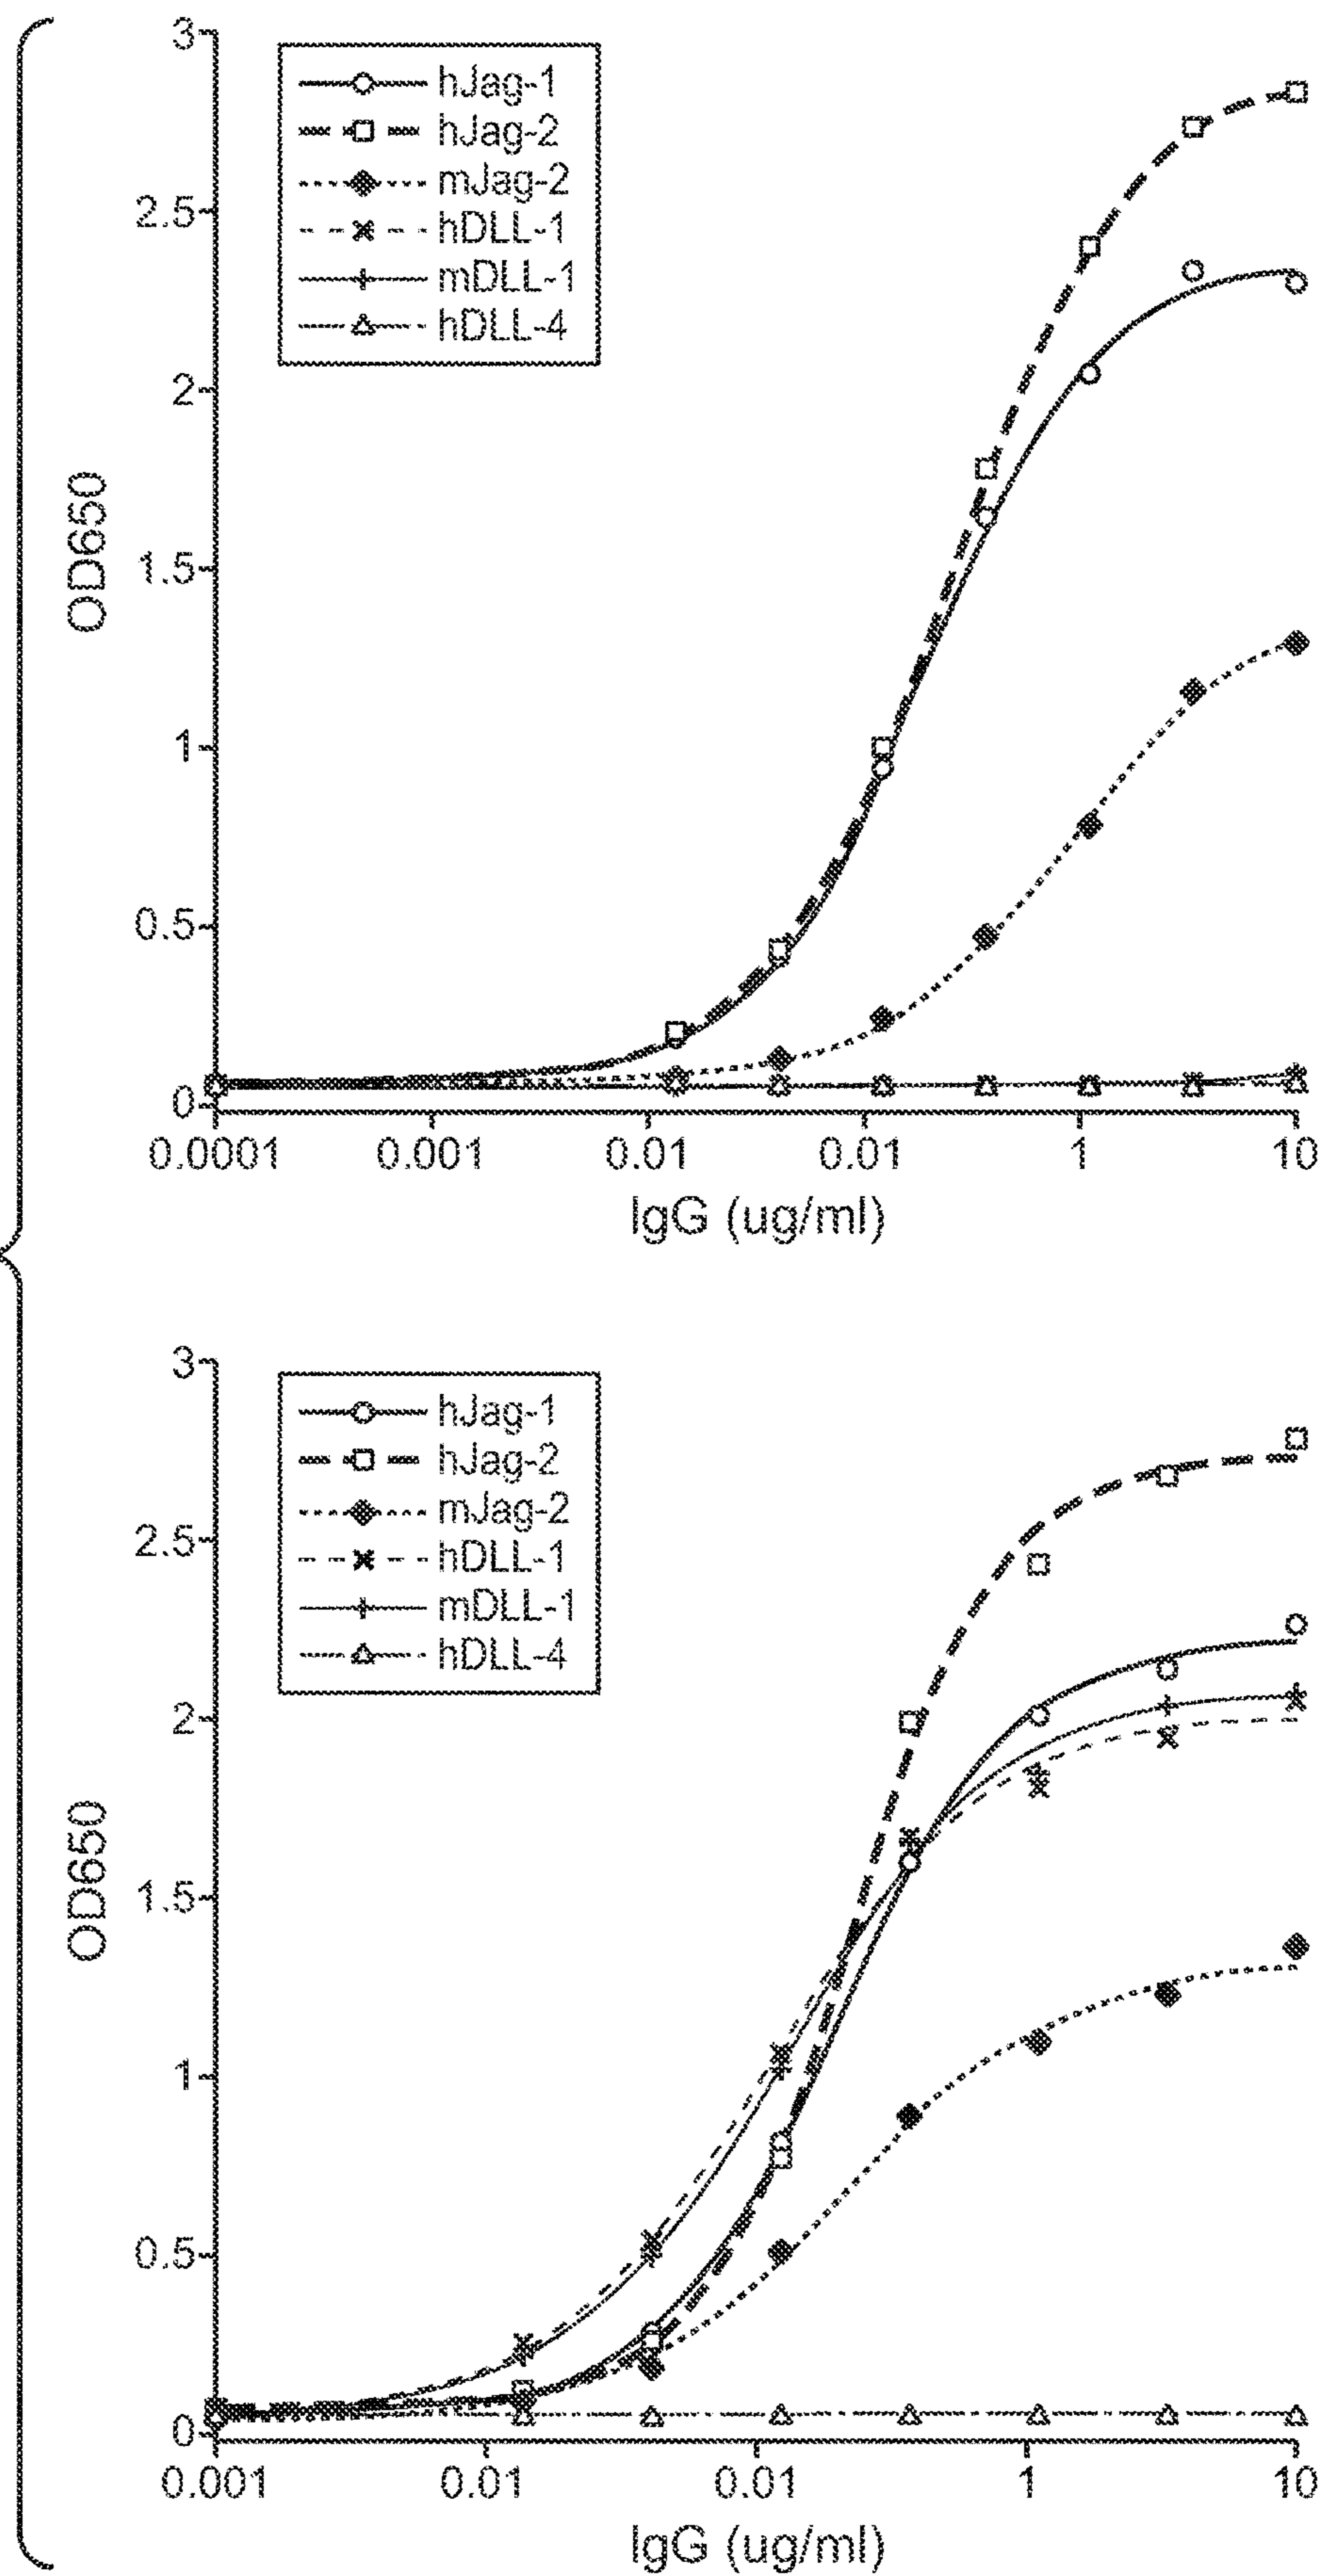 3
hJag-1
hJag-2
mJag-2
hDLL-1
mDLL-1
hDLL-4
2.5
2
OD650
1.5
1
0.5
0
0.0001 0.001 0.01 0.01 1 10
IgG (ug/ml)
3
hJag-1
hJag-2
mJag-2
hDLL-1
mDLL-1
hDLL-4
2.5
2
OD650
1.5
1
0.5
0
0.001 0.01 0.01 1 10
IgG (ug/ml)